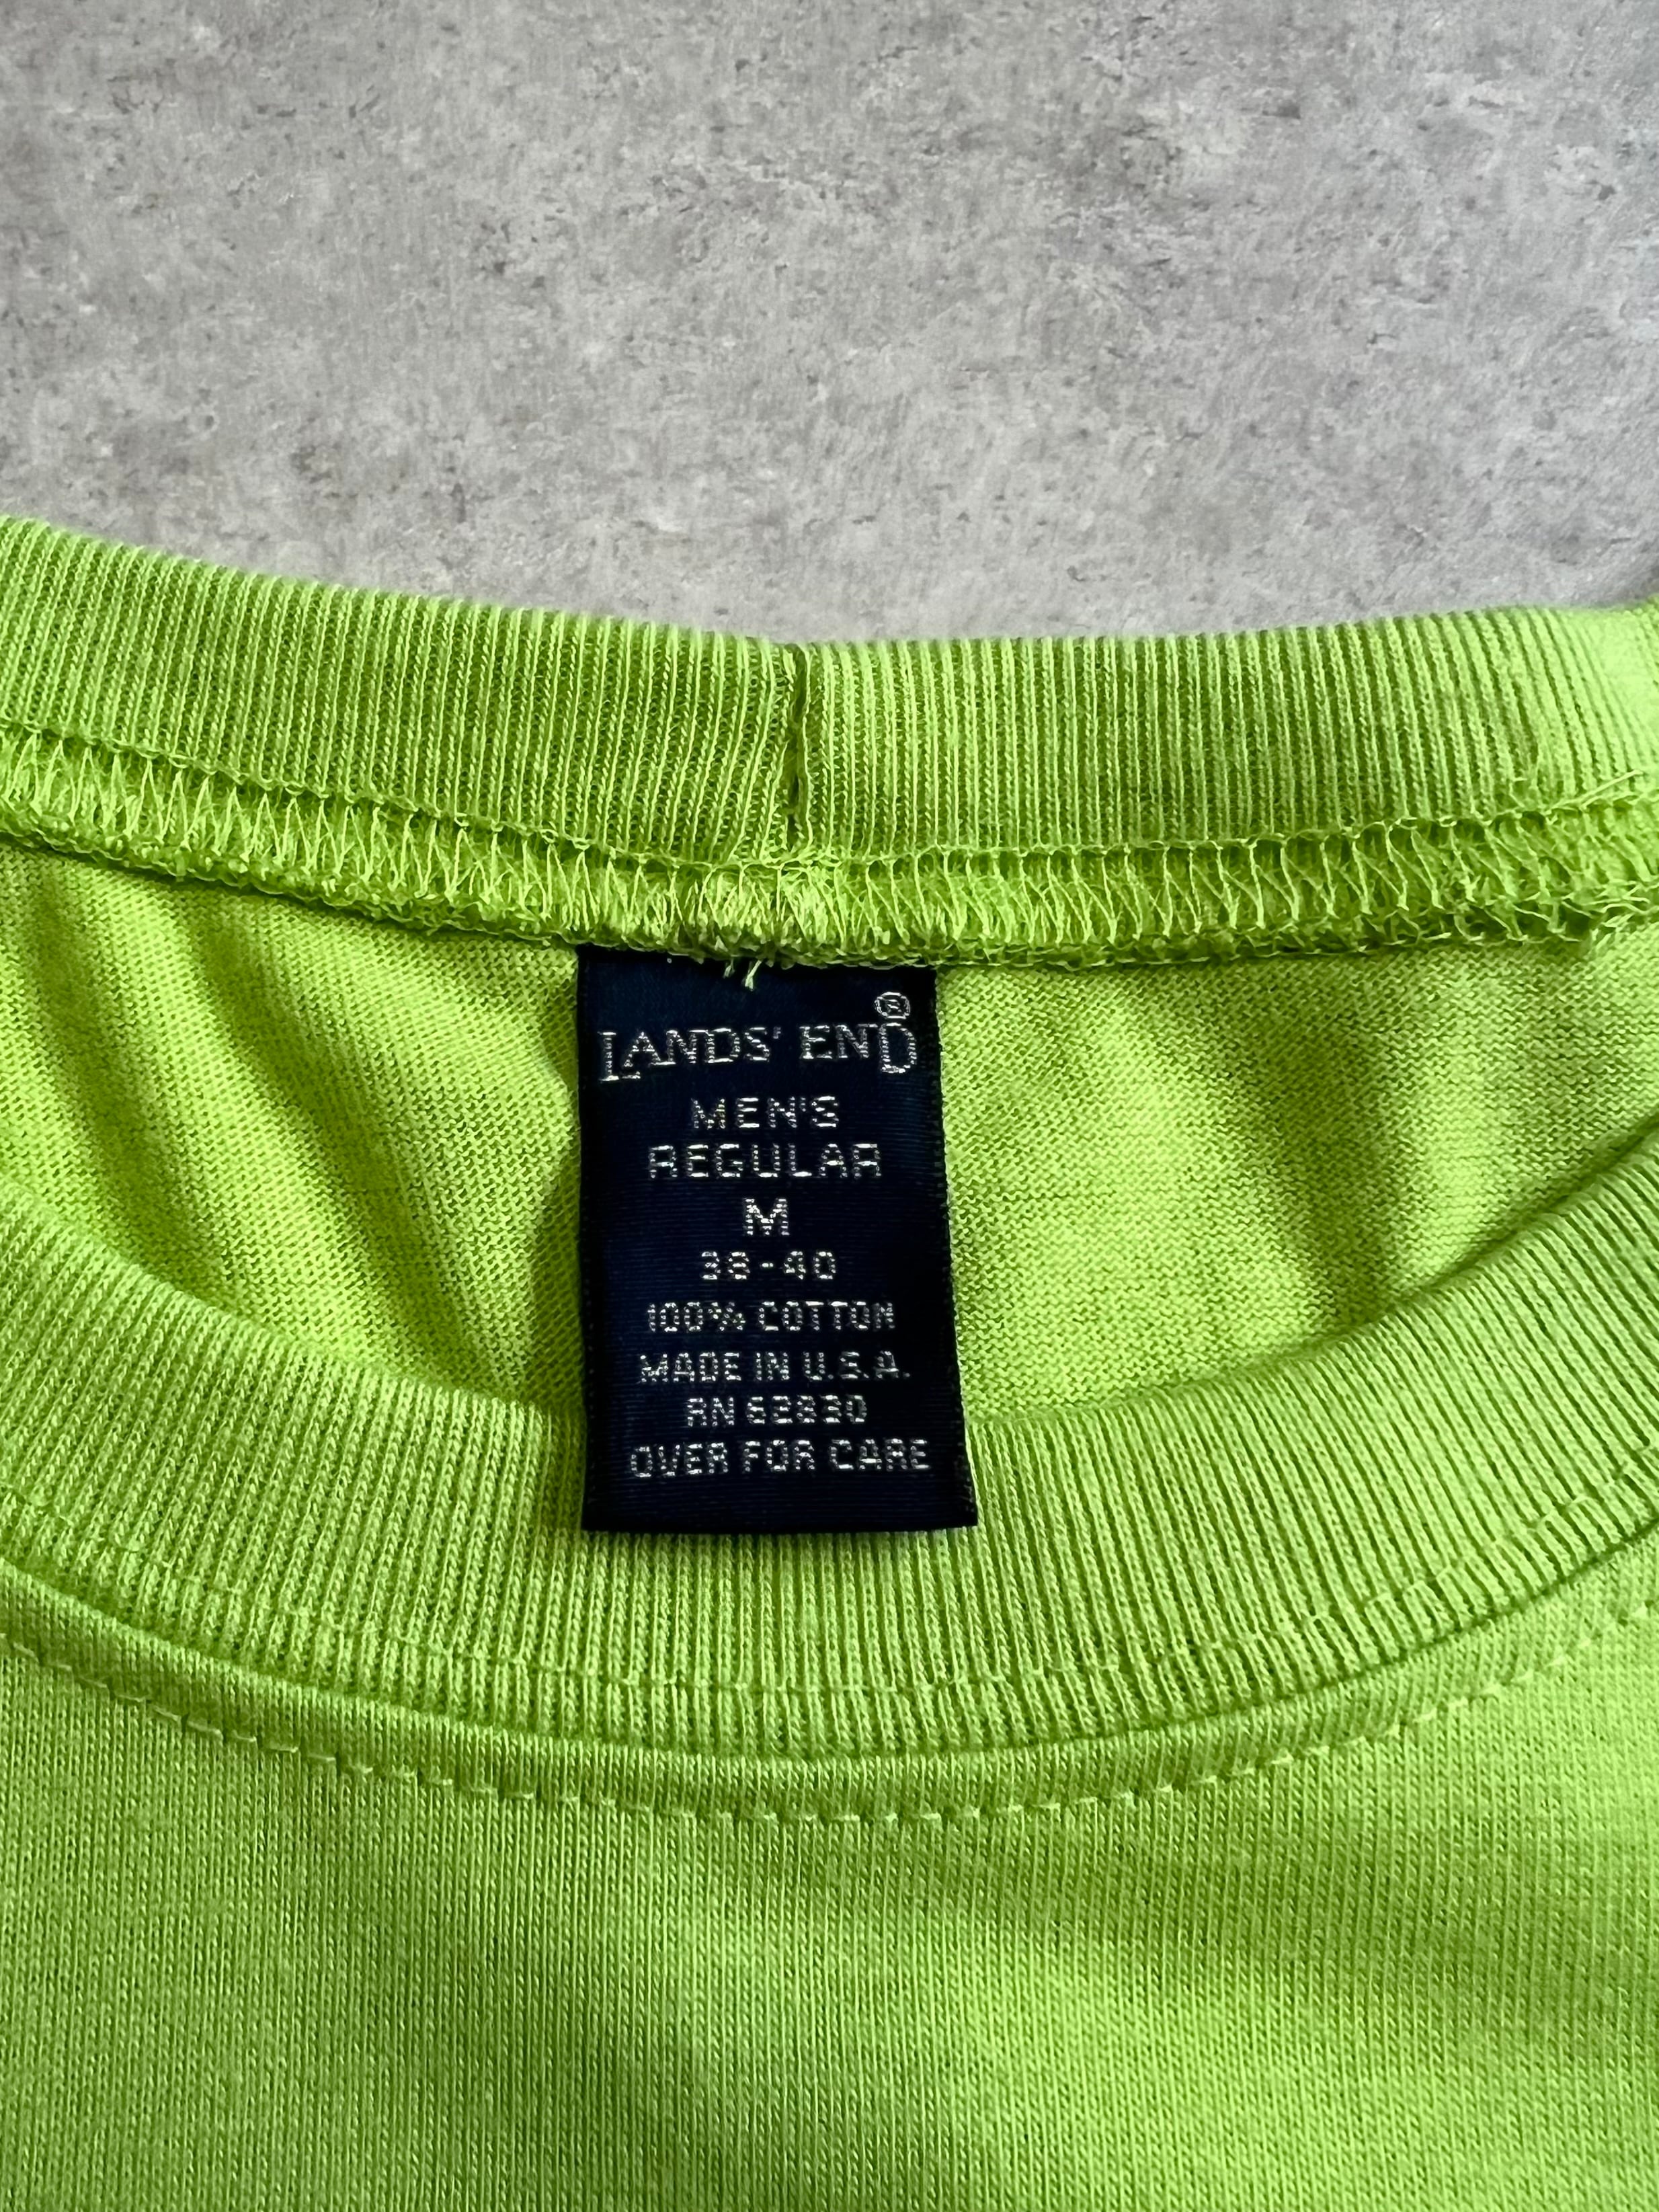 LANDS' END®
MEN'S
REGULAR
M
38-40
100% COTTON
MADE IN U.S.A.
RN 62830
OVER FOR CARE